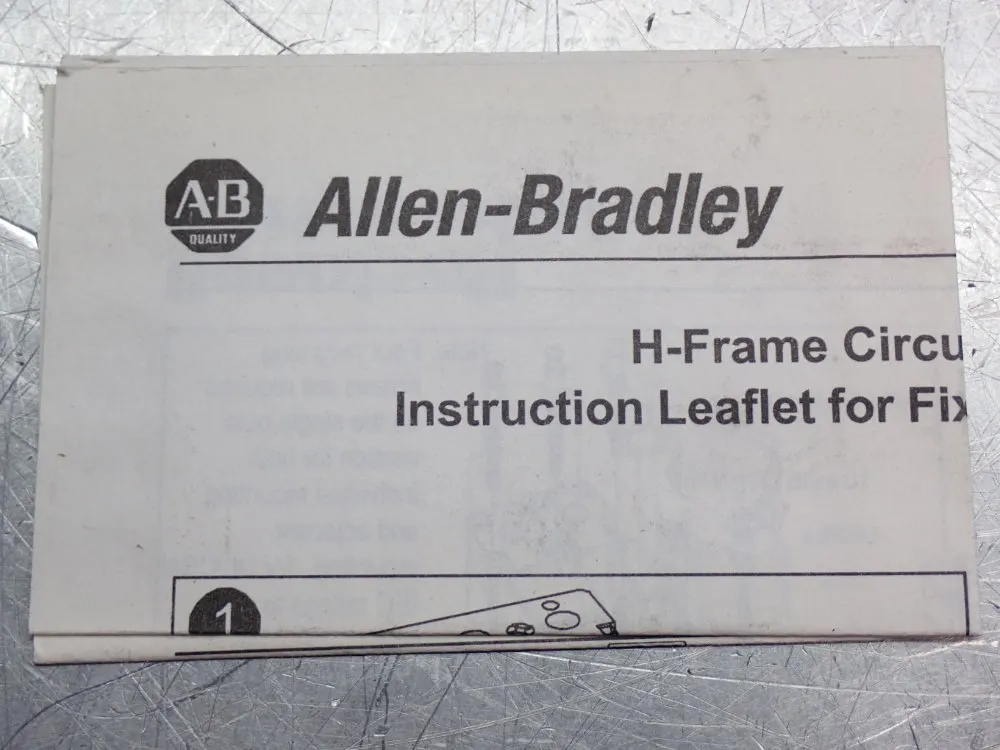 A-B
QUALITY
Allen-Bradley
H-Frame Circu
Instruction Leaflet for Fix
1